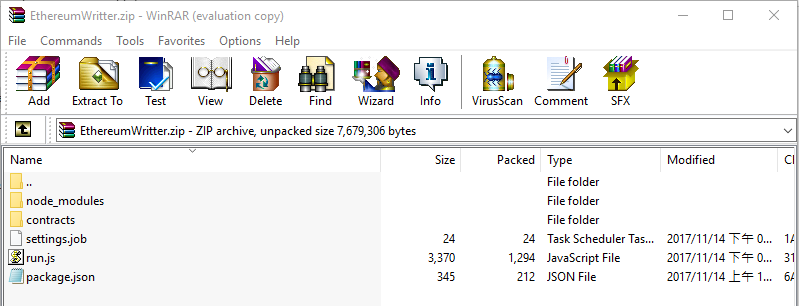 EthereumWritter.zip - WinRAR (evaluation copy)
File Commands Tools Favorites Options Help
Add Extract To Test View Delete Find Wizard Info VirusScan Comment SFX
EthereumWritter.zip - ZIP archive, unpacked size 7,679,306 bytes
Name Size Packed Type Modified
.. File folder
node_modules File folder
contracts File folder
settings.job 24 24 Task Scheduler Tas... 2017/11/14 下午 0... 1A
run.js 3,370 1,294 JavaScript File 2017/11/14 下午 0... 31
package.json 345 212 JSON File 2017/11/14 上午 1... 6A